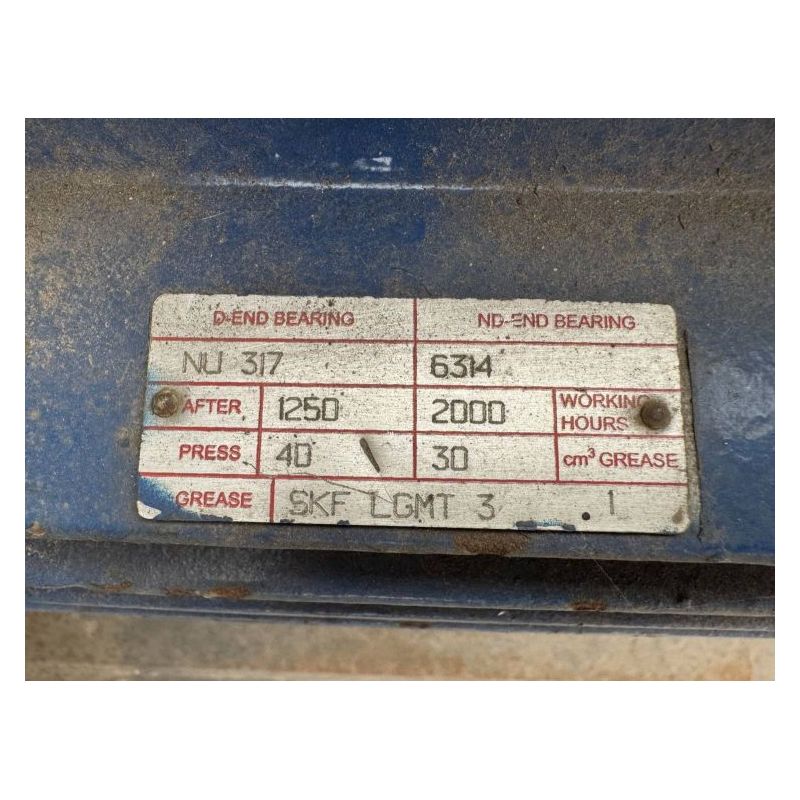 D-END BEARING ND-END BEARING
NU 317 6314
AFTER 1250 2000 WORKING HOURS
PRESS 40 30 cm³ GREASE
GREASE SKF LGMT 3 . 1